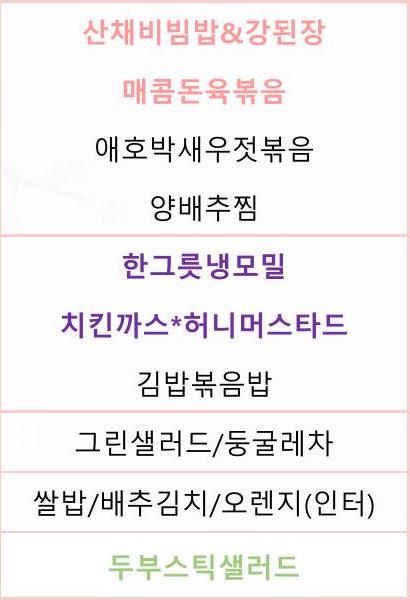 산채비빔밥&강된장
매콤돈육볶음
애호박새우젓볶음
양배추찜
한그릇냉모밀
치킨까스*허니머스타드
김밥볶음밥
그린샐러드/둥굴레차
쌀밥/배추김치/오렌지(인터)
두부스틱샐러드